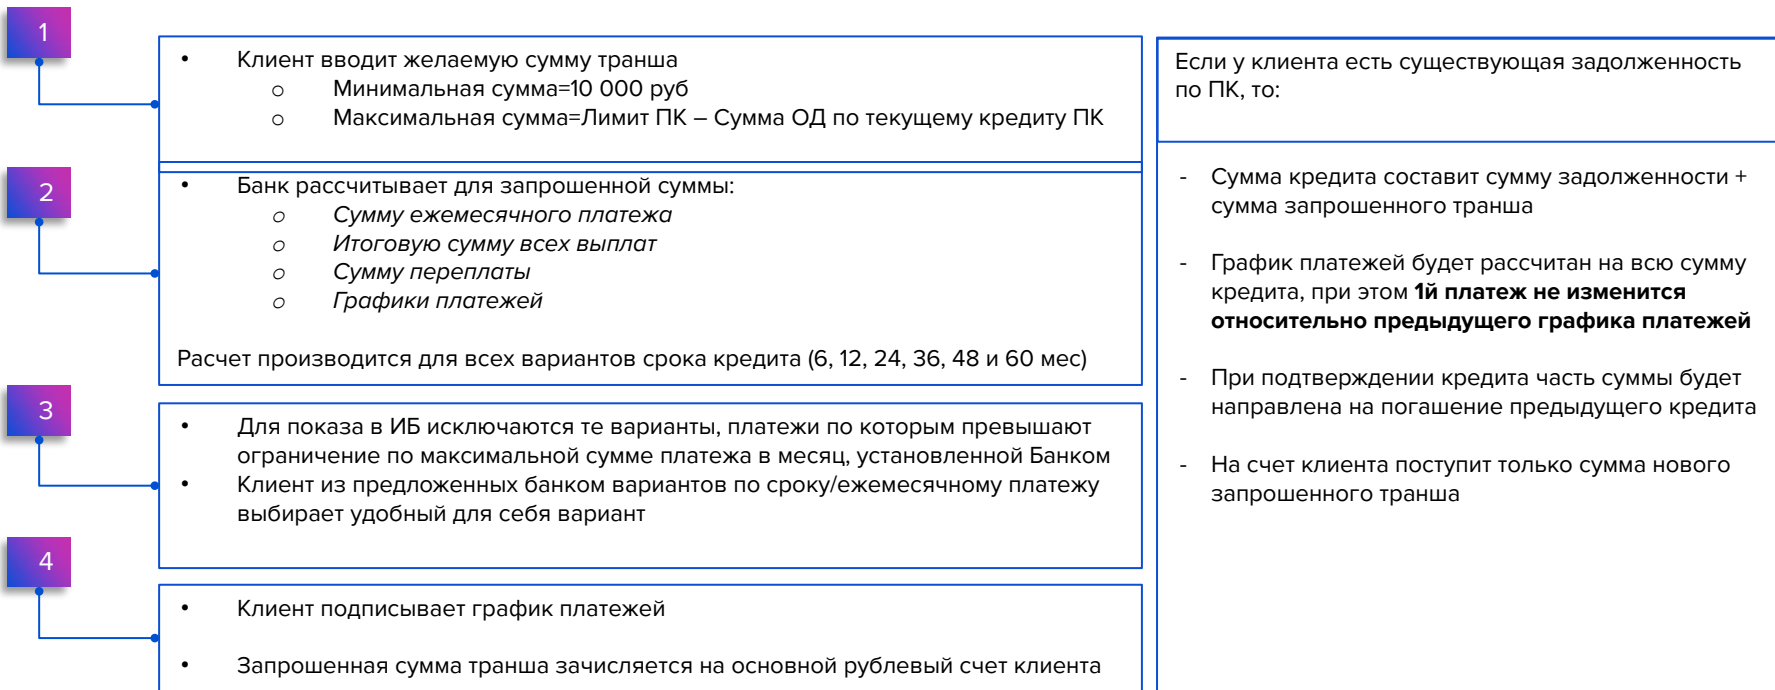 1
• Клиент вводит желаемую сумму транша
o Минимальная сумма=10 000 руб
o Максимальная сумма=Лимит ПК – Сумма ОД по текущему кредиту ПК
2
• Банк рассчитывает для запрошенной суммы:
o Сумму ежемесячного платежа
o Итоговую сумму всех выплат
o Сумму переплаты
o Графики платежей
Расчет производится для всех вариантов срока кредита (6, 12, 24, 36, 48 и 60 мес)
3
• Для показа в ИБ исключаются те варианты, платежи по которым превышают
ограничение по максимальной сумме платежа в месяц, установленной Банком
• Клиент из предложенных банком вариантов по сроку/ежемесячному платежу
выбирает удобный для себя вариант
4
• Клиент подписывает график платежей
• Запрошенная сумма транша зачисляется на основной рублевый счет клиента
Если у клиента есть существующая задолженность
по ПК, то:
- Сумма кредита составит сумму задолженности +
сумма запрошенного транша
- График платежей будет рассчитан на всю сумму
кредита, при этом 1й платеж не изменится
относительно предыдущего графика платежей
- При подтверждении кредита часть суммы будет
направлена на погашение предыдущего кредита
- На счет клиента поступит только сумма нового
запрошенного транша